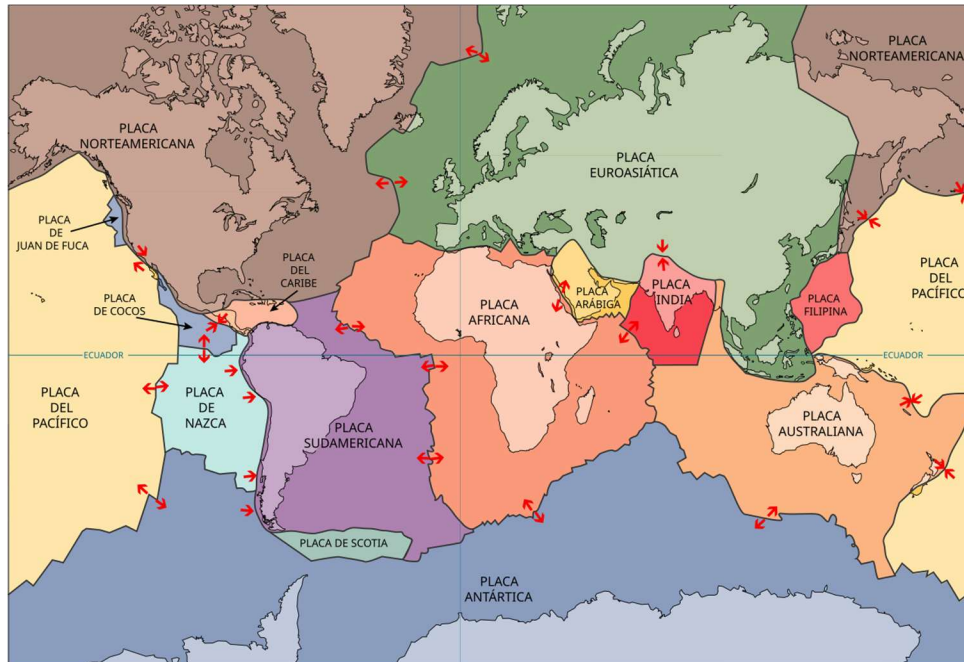 PLACA
NORTEAMERICANA
PLACA
NORTEAMERICANA
PLACA
EUROASIÁTICA
PLACA
DE
JUAN DE FUCA
PLACA
DEL
CARIBE
PLACA
DE COCOS
PLACA
AFRICANA
PLACA
ARÁBIGA
PLACA
INDIA
PLACA
FILIPINA
PLACA
DEL
PACÍFICO
ECUADOR
ECUADOR
PLACA
DEL
PACÍFICO
PLACA
DE
NAZCA
PLACA
SUDAMERICANA
PLACA
AUSTRALIANA
PLACA DE SCOTIA
PLACA
ANTÁRTICA